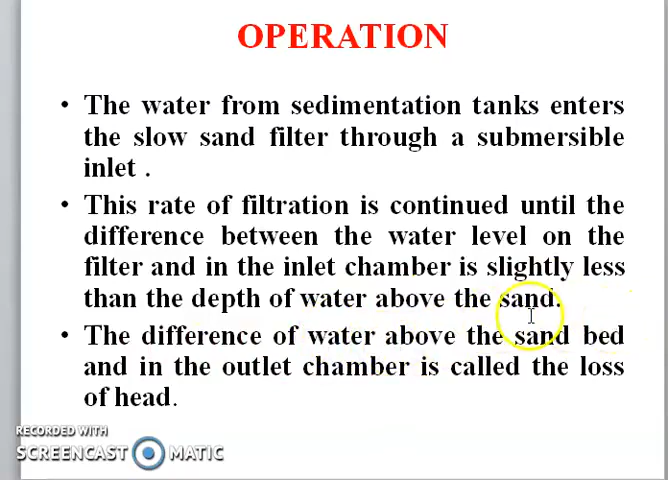 OPERATION
• The water from sedimentation tanks enters
the slow sand filter through a submersible
inlet .
• This rate of filtration is continued until the
difference between the water level on the
filter and in the inlet chamber is slightly less
than the depth of water above the sand.
• The difference of water above the sand bed
and in the outlet chamber is called the loss
of head.
RECORDED WITH
SCREENCAST MATIC